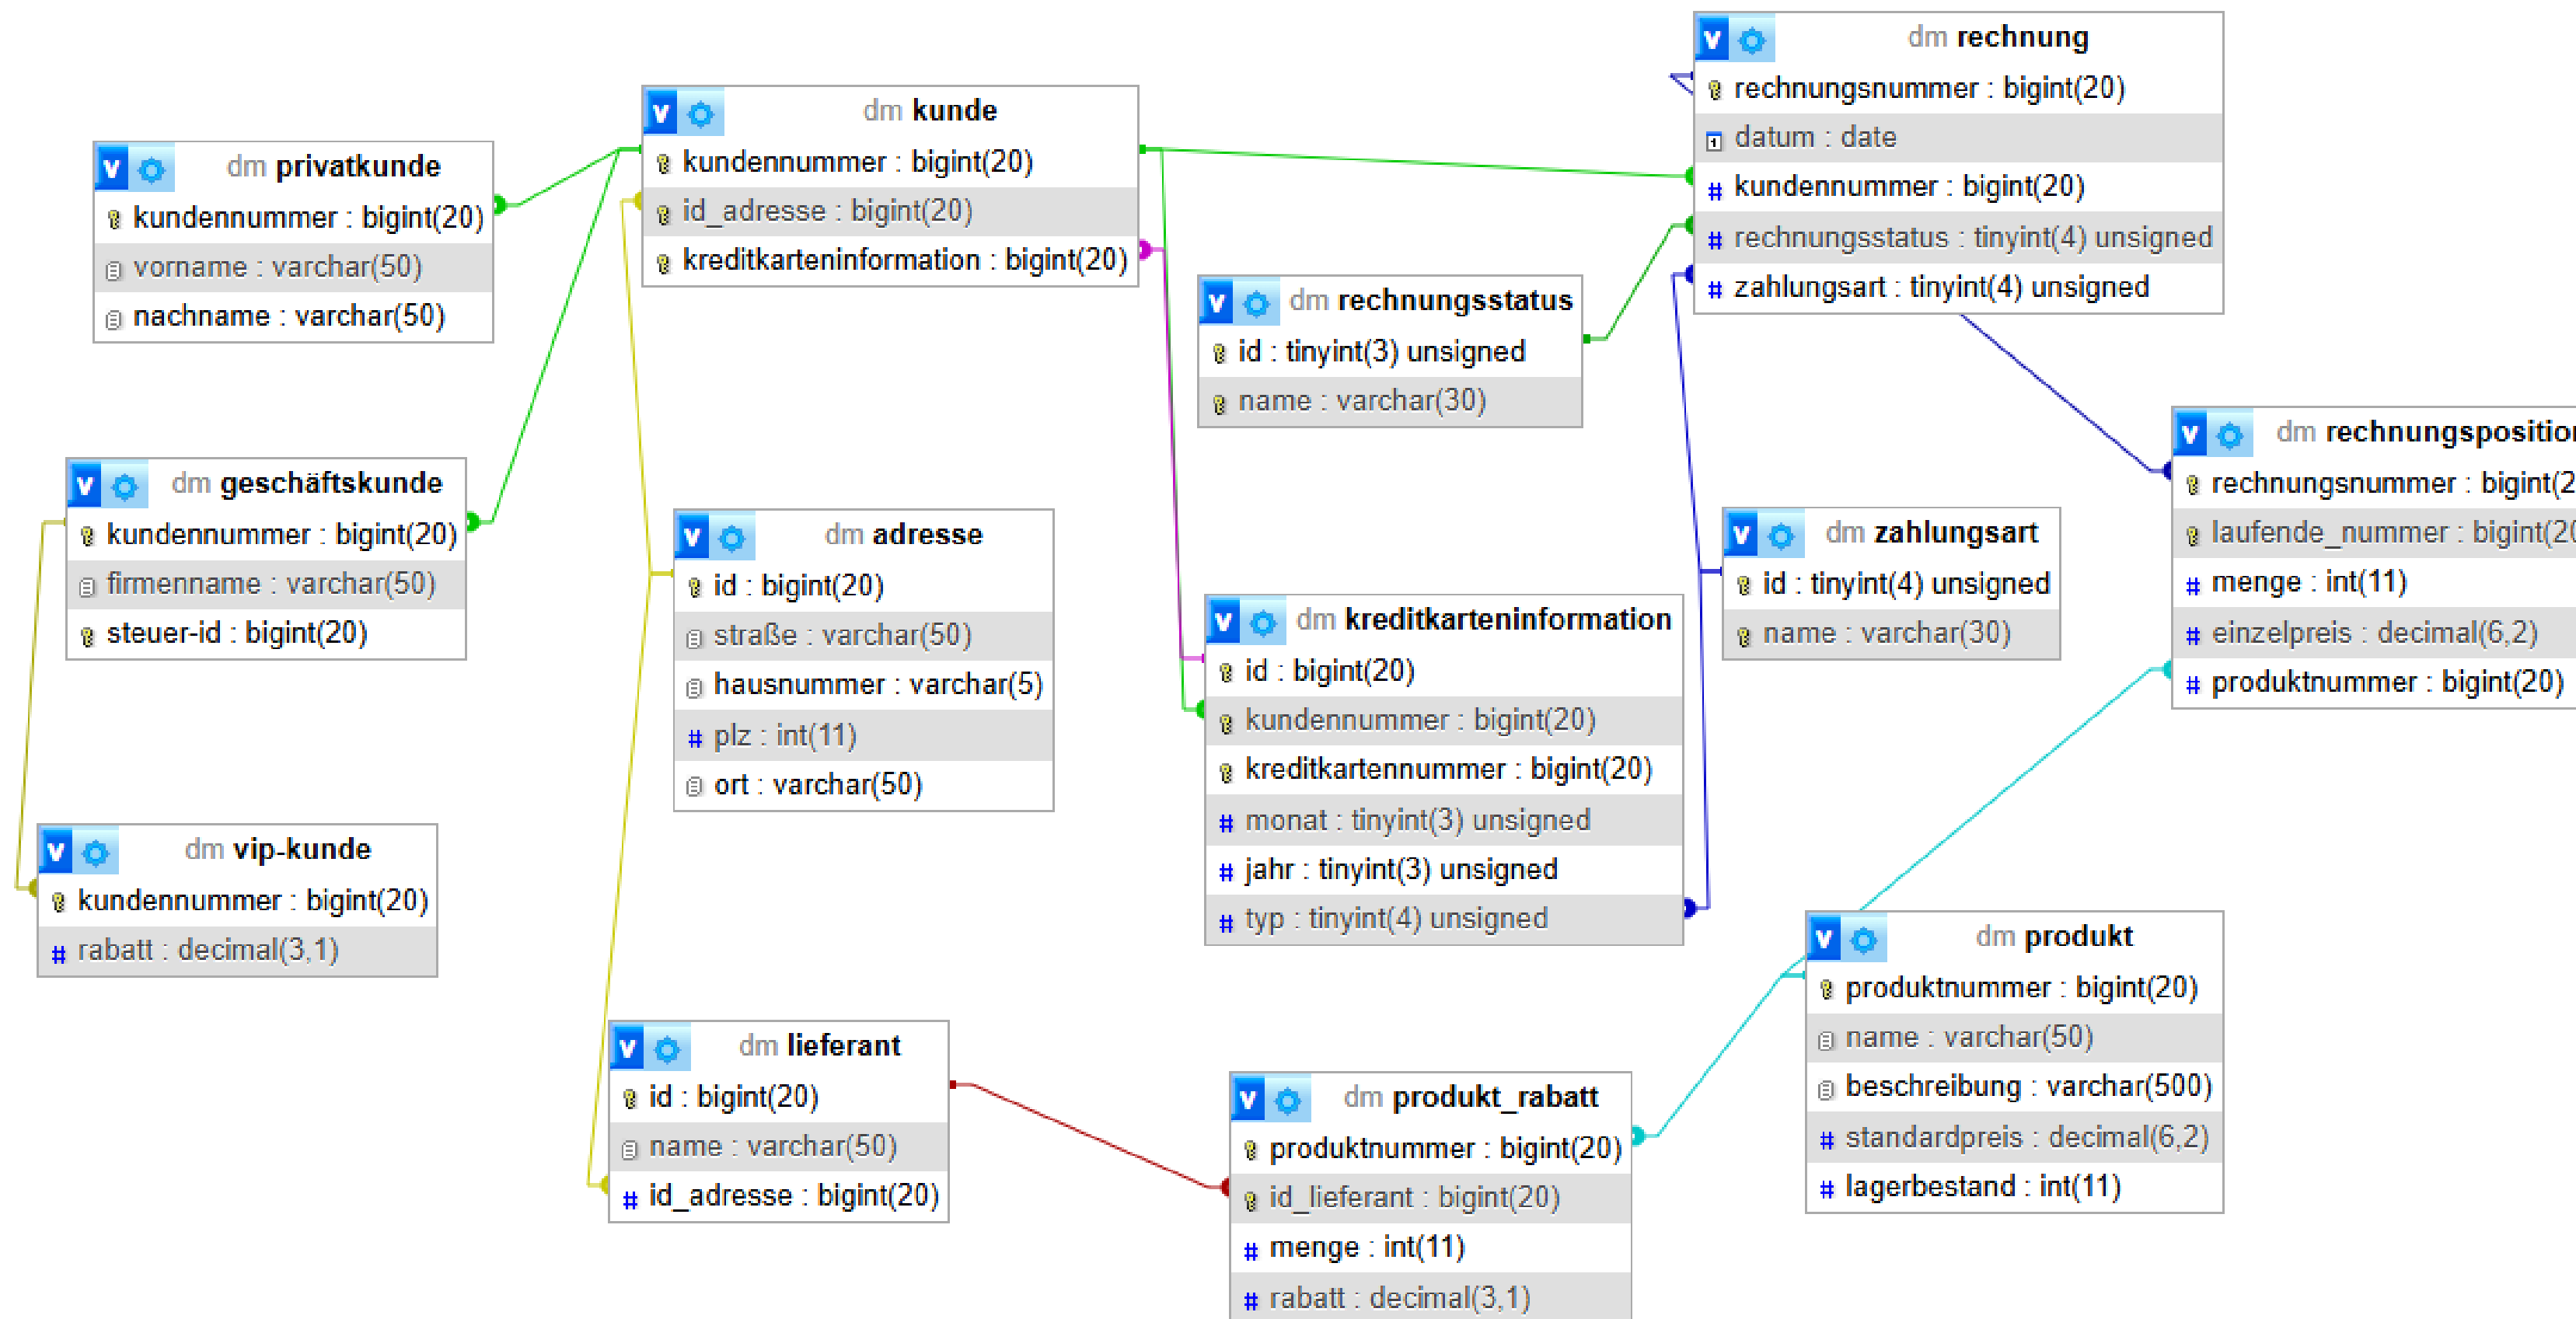 dm rechnung
rechnungsnummer : bigint(20)
datum : date
kundennummer : bigint(20)
rechnungsstatus : tinyint(4) unsigned
zahlungsart : tinyint(4) unsigned
dm kunde
kundennummer : bigint(20)
id_adresse : bigint(20)
kreditkarteninformation : bigint(20)
dm privatkunde
kundennummer : bigint(20)
vorname : varchar(50)
nachname : varchar(50)
dm rechnungsstatus
id : tinyint(3) unsigned
name : varchar(30)
dm rechnungsposition
rechnungsnummer : bigint(2
laufende_nummer : bigint(20
menge : int(11)
einzelpreis : decimal(6,2)
produktnummer : bigint(20)
dm geschäftskunde
kundennummer : bigint(20)
firmenname : varchar(50)
steuer-id : bigint(20)
dm adresse
id : bigint(20)
straße : varchar(50)
hausnummer : varchar(5)
plz : int(11)
ort : varchar(50)
dm zahlungsart
id : tinyint(4) unsigned
name : varchar(30)
dm kreditkarteninformation
id : bigint(20)
kundennummer : bigint(20)
kreditkartennummer : bigint(20)
monat : tinyint(3) unsigned
jahr : tinyint(3) unsigned
typ : tinyint(4) unsigned
dm vip-kunde
kundennummer : bigint(20)
rabatt : decimal(3,1)
dm produkt
produktnummer : bigint(20)
name : varchar(50)
beschreibung : varchar(500)
standardpreis : decimal(6,2)
lagerbestand : int(11)
dm lieferant
id : bigint(20)
name : varchar(50)
id_adresse : bigint(20)
dm produkt_rabatt
produktnummer : bigint(20)
id_lieferant : bigint(20)
menge : int(11)
rabatt : decimal(3,1)